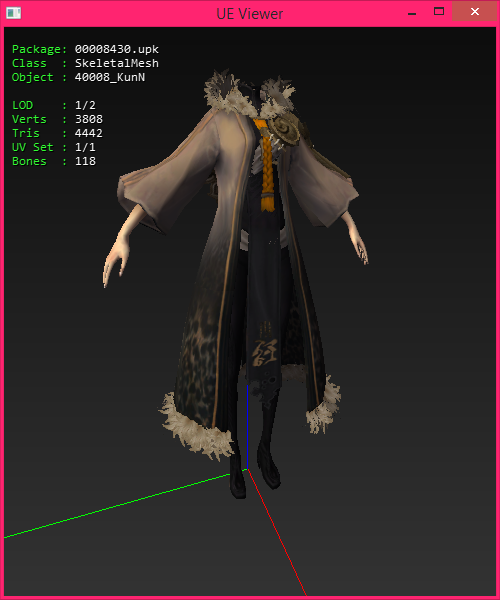 UE Viewer
Package: 00008430.upk
Class  : SkeletalMesh
Object : 40008_KunN
LOD    : 1/2
Verts  : 3808
Tris   : 4442
UV Set : 1/1
Bones  : 118